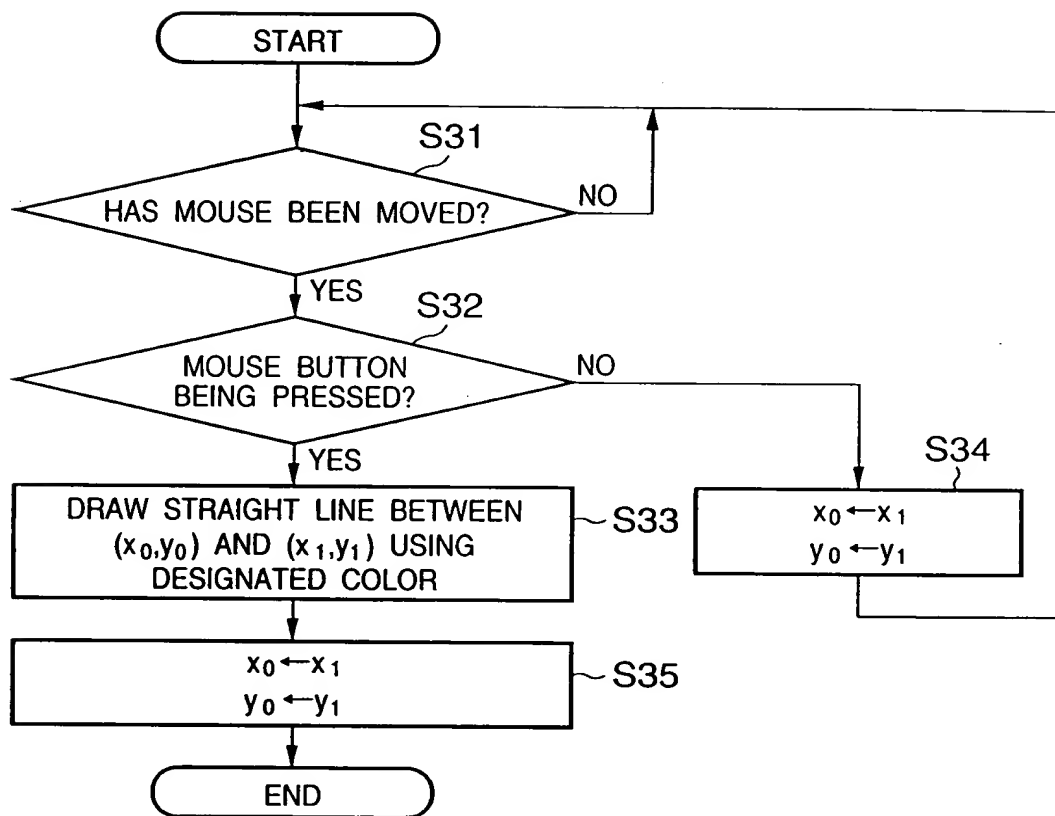 START
S31
HAS MOUSE BEEN MOVED?
NO
YES
S32
MOUSE BUTTON
BEING PRESSED?
NO
YES
S34
x₀ ← x₁
y₀ ← y₁
DRAW STRAIGHT LINE BETWEEN
(x₀,y₀) AND (x₁,y₁) USING
DESIGNATED COLOR
S33
x₀ ← x₁
y₀ ← y₁
S35
END